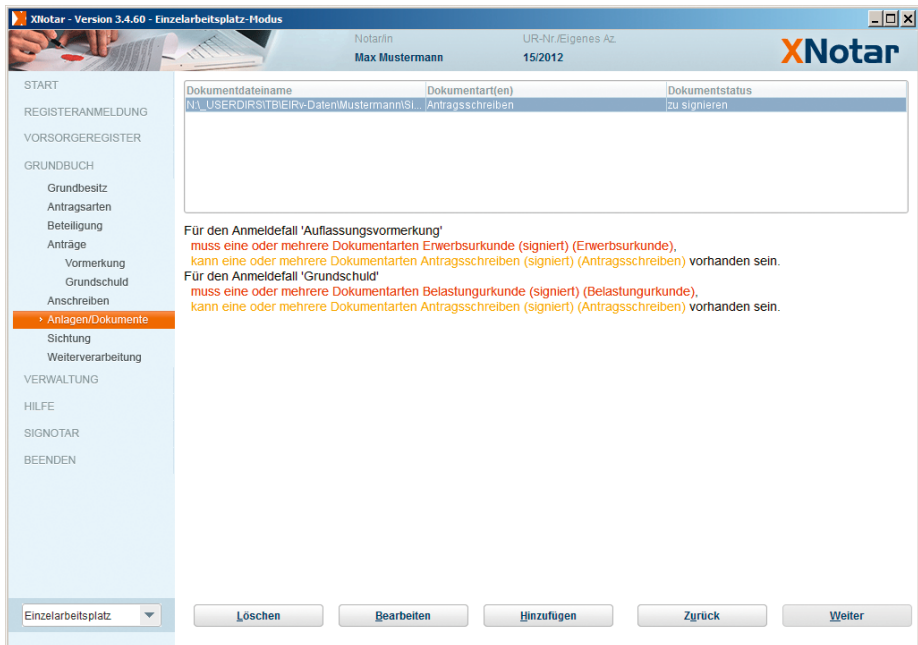 XNotar - Version 3.4.60 - Einzelarbeitsplatz-Modus
Notar/in UR-Nr./Eigenes Az.
Max Mustermann 15/2012
XNotar
START
REGISTERANMELDUNG
VORSORGEREGISTER
GRUNDBUCH
Grundbesitz
Antragsarten
Beteiligung
Anträge
Vormerkung
Grundschuld
Anschreiben
› Anlagen/Dokumente
Sichtung
Weiterverarbeitung
VERWALTUNG
HILFE
SIGNOTAR
BEENDEN
Einzelarbeitsplatz
Dokumentdateiname Dokumentart(en) Dokumentstatus
N:\_USERDIRS\TB\EIRv-Daten\Mustermann\Si... Antragsschreiben zu signieren
Für den Anmeldefall 'Auflassungsvormerkung'
muss eine oder mehrere Dokumentarten Erwerbsurkunde (signiert) (Erwerbsurkunde),
kann eine oder mehrere Dokumentarten Antragsschreiben (signiert) (Antragsschreiben) vorhanden sein.
Für den Anmeldefall 'Grundschuld'
muss eine oder mehrere Dokumentarten Belastungurkunde (signiert) (Belastungurkunde),
kann eine oder mehrere Dokumentarten Antragsschreiben (signiert) (Antragsschreiben) vorhanden sein.
Löschen Bearbeiten Hinzufügen Zurück Weiter